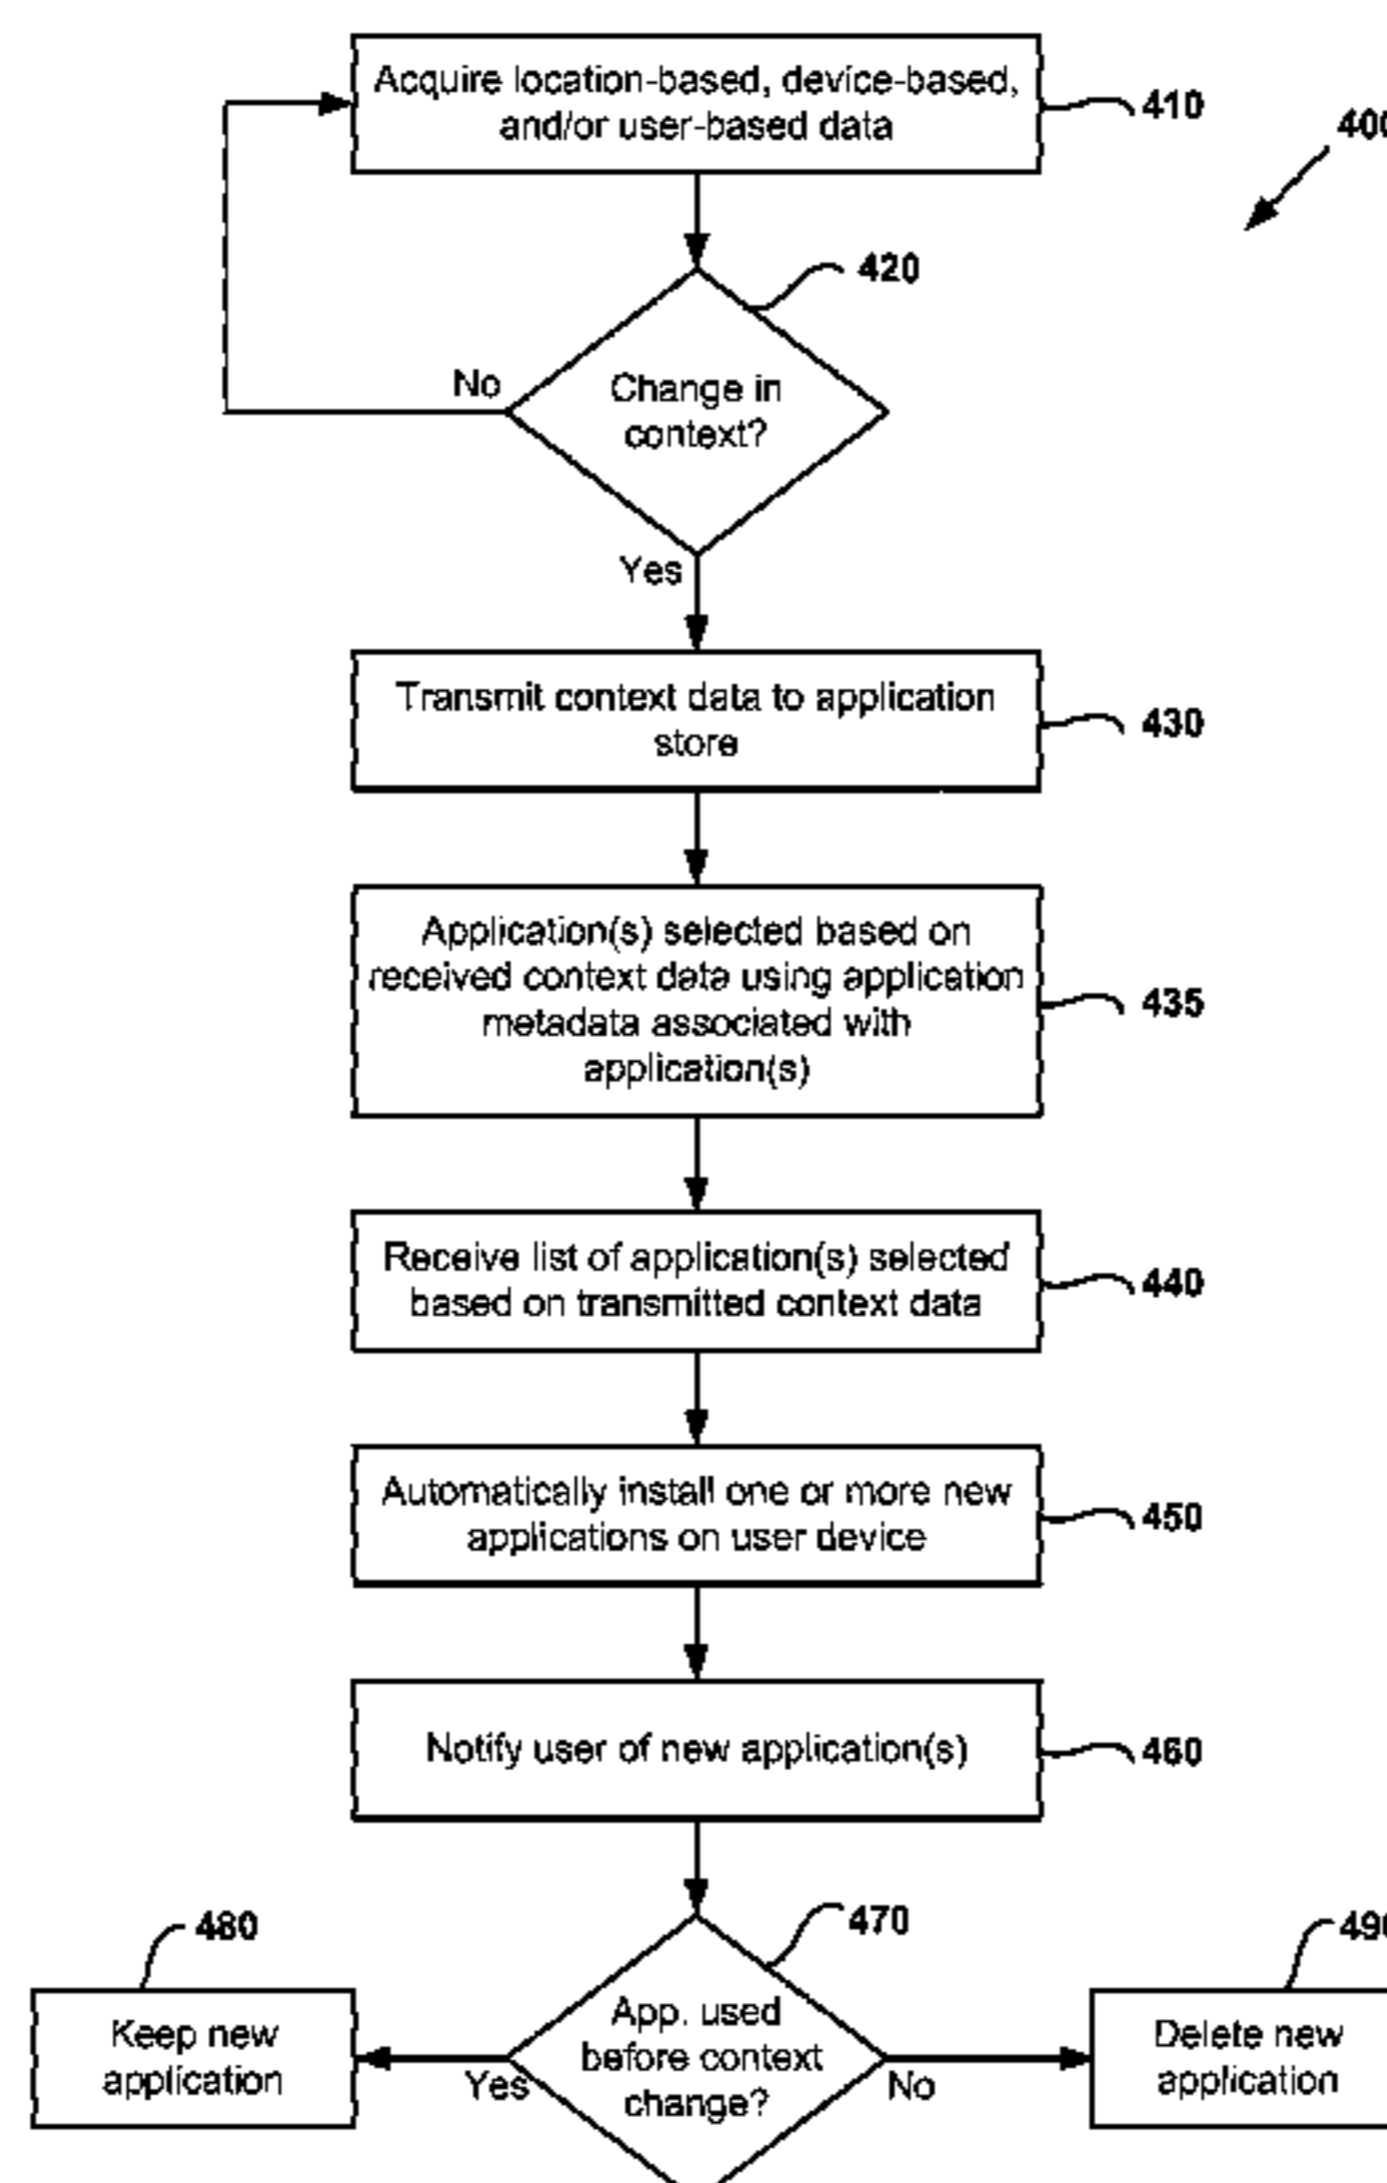 Acquire location-based, device-based,
and/or user-based data
410
400
420
No
Change in
context?
Yes
Transmit context data to application
store
430
Application(s) selected based on
received context data using application
metadata associated with
application(s)
435
Receive list of application(s) selected
based on transmitted context data
440
Automatically install one or more new
applications on user device
450
Notify user of new application(s)
460
480
470
490
Keep new
application
Yes
App. used
before context
change?
No
Delete new
application